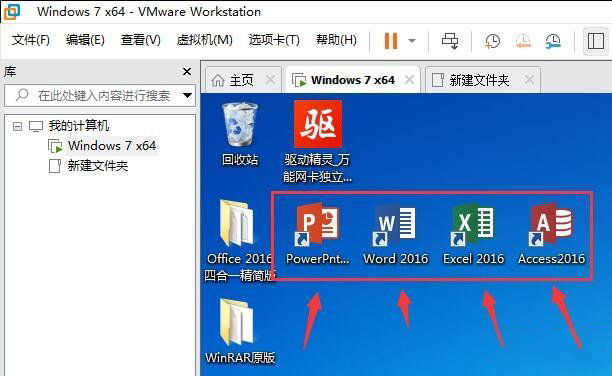 Windows 7 x64 - VMware Workstation
文件(F) 编辑(E) 查看(V) 虚拟机(M) 选项卡(T) 帮助(H)
库
在此处键入内容进行搜索
我的计算机
Windows 7 x64
新建文件夹
主页 Windows 7 x64 新建文件夹
回收站
驱
驱动精灵_万
能网卡独立...
Office 2016
四合一精简版
PowerPnt...
Word 2016
Excel 2016
Access2016
WinRAR原版